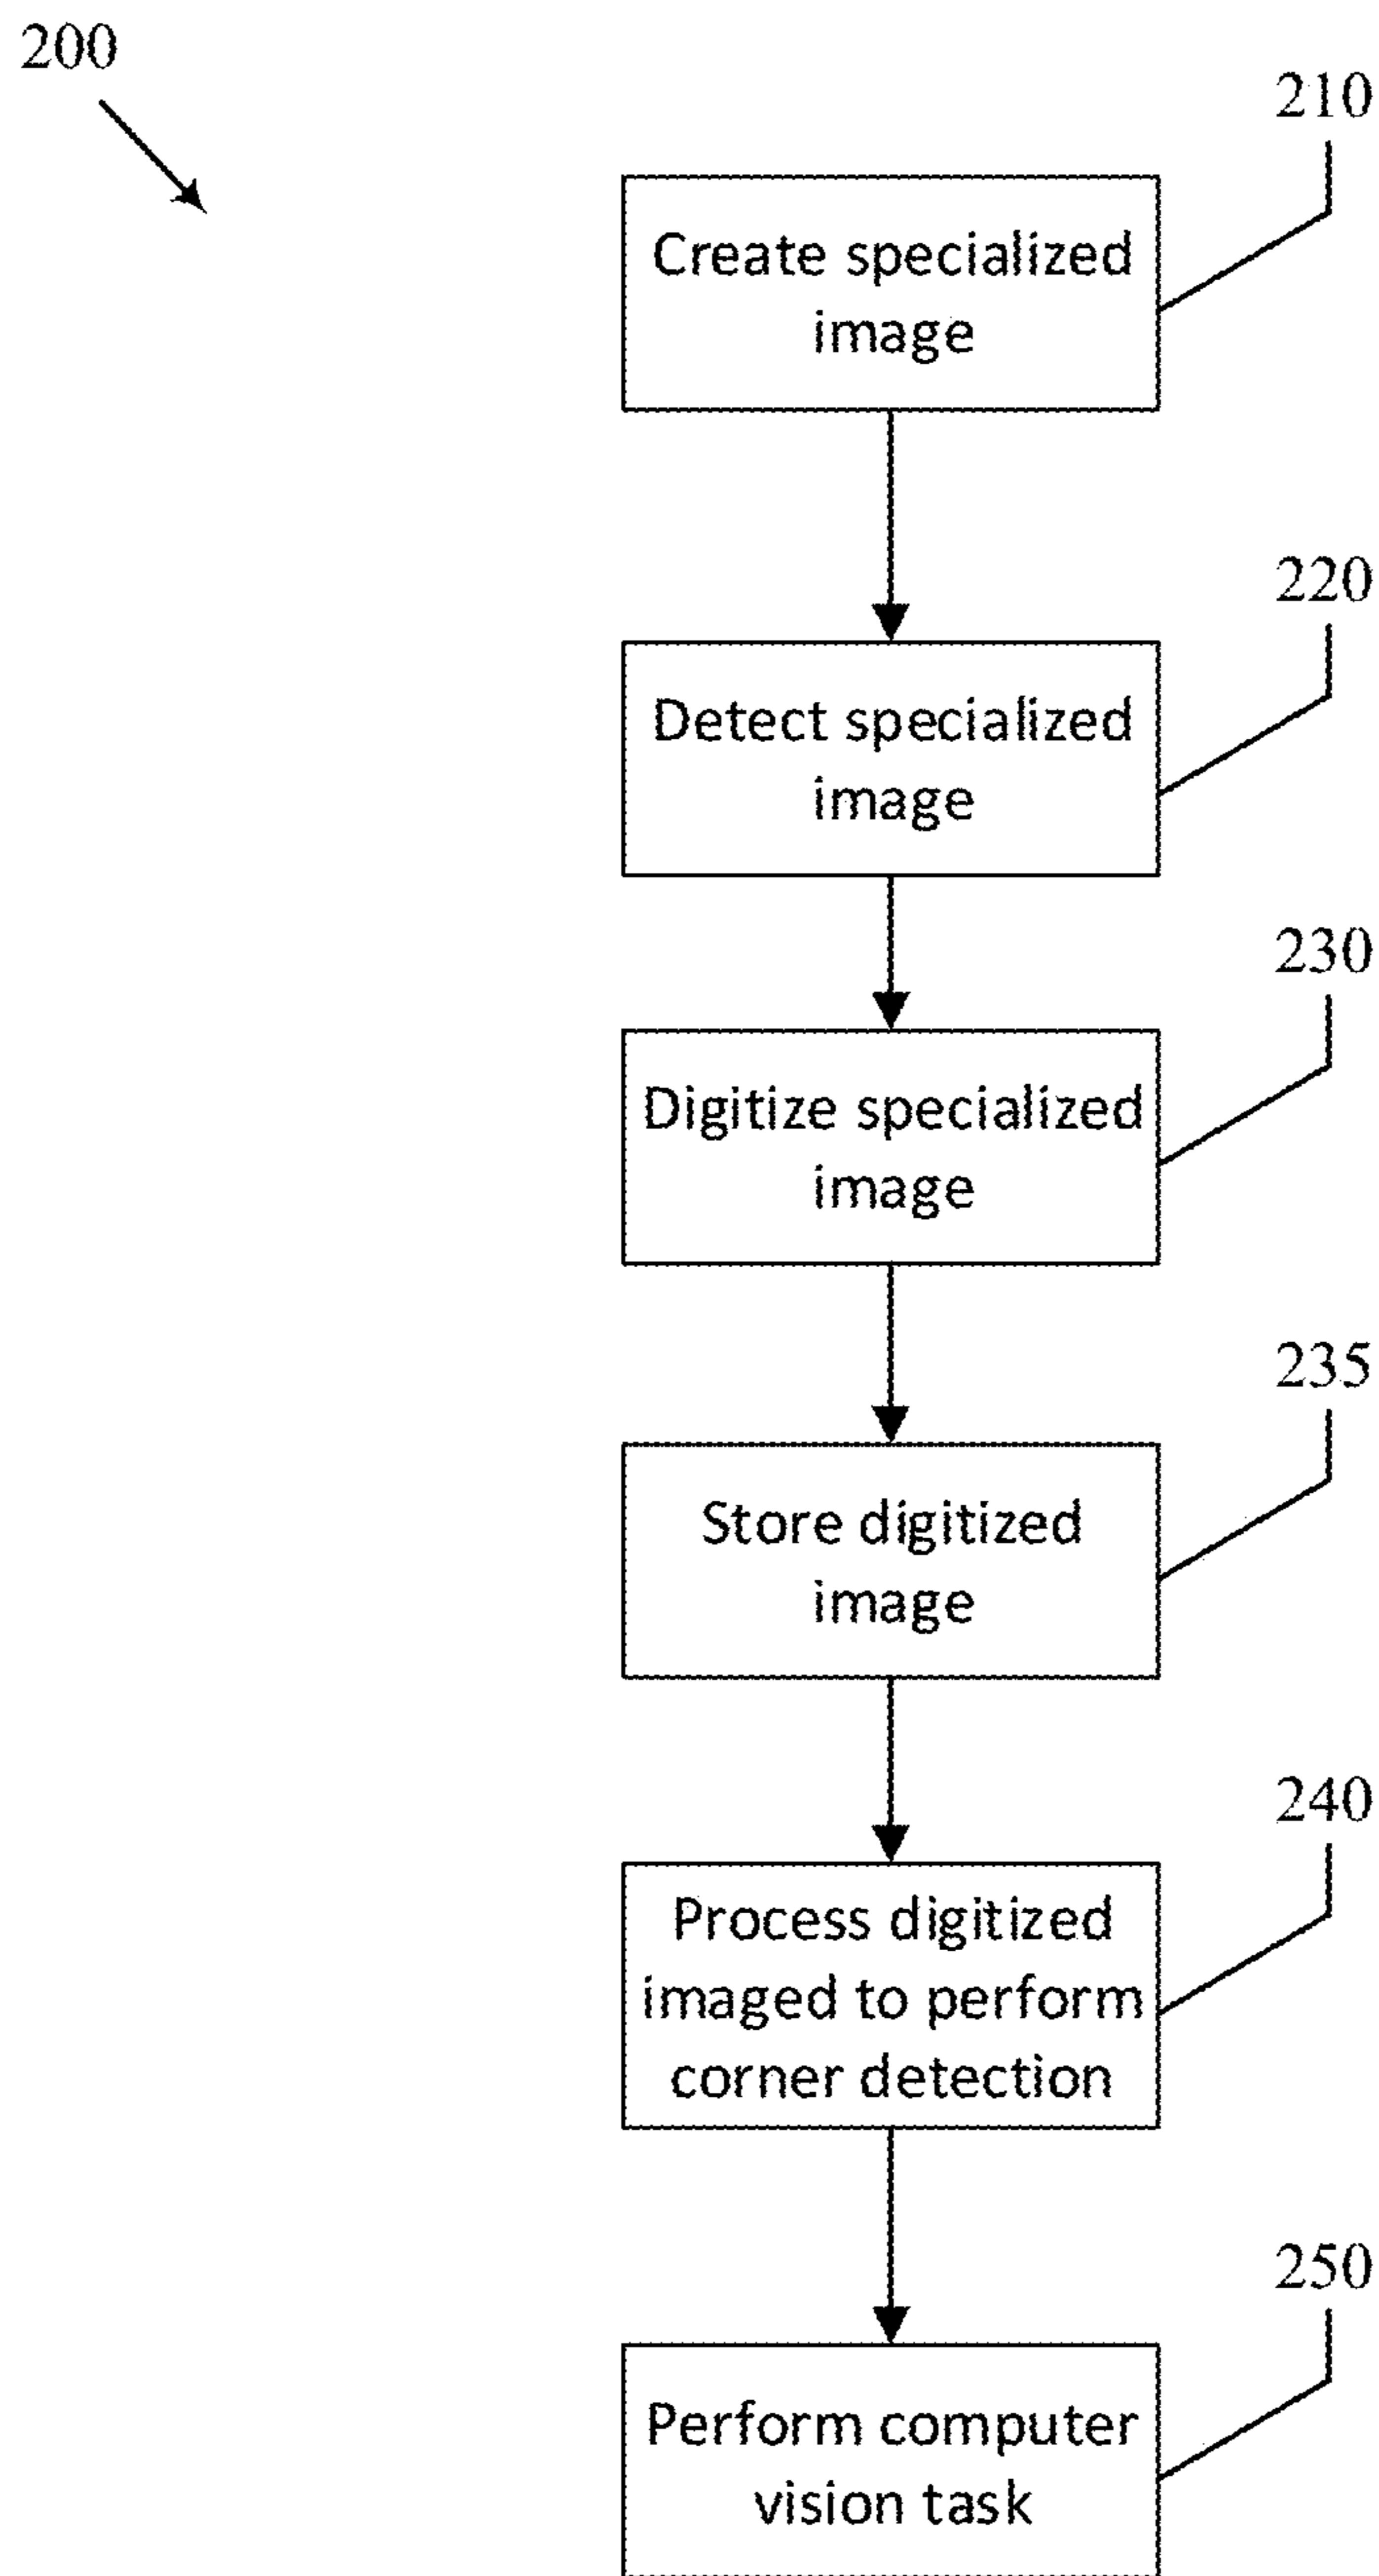 200
210
Create specialized
image
220
Detect specialized
image
230
Digitize specialized
image
235
Store digitized
image
240
Process digitized
imaged to perform
corner detection
250
Perform computer
vision task